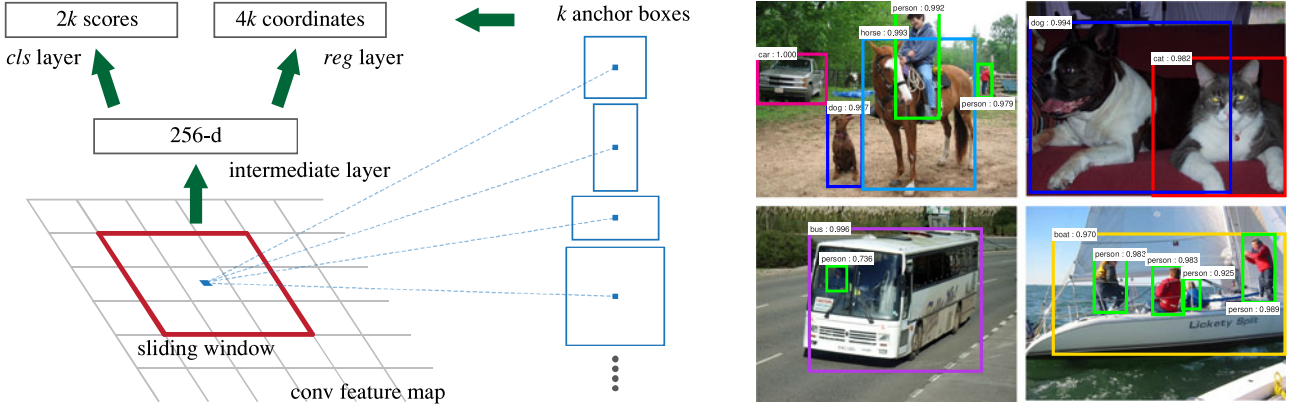 2k scores
4k coordinates
k anchor boxes
cls layer
reg layer
256-d
intermediate layer
sliding window
conv feature map
person : 0.992
horse : 0.993
car : 1.000
dog : 0.997
person : 0.979
dog : 0.994
cat : 0.982
bus : 0.996
person : 0.736
boat : 0.970
person : 0.983
person : 0.983
person : 0.925
person : 0.989
Lickety Split